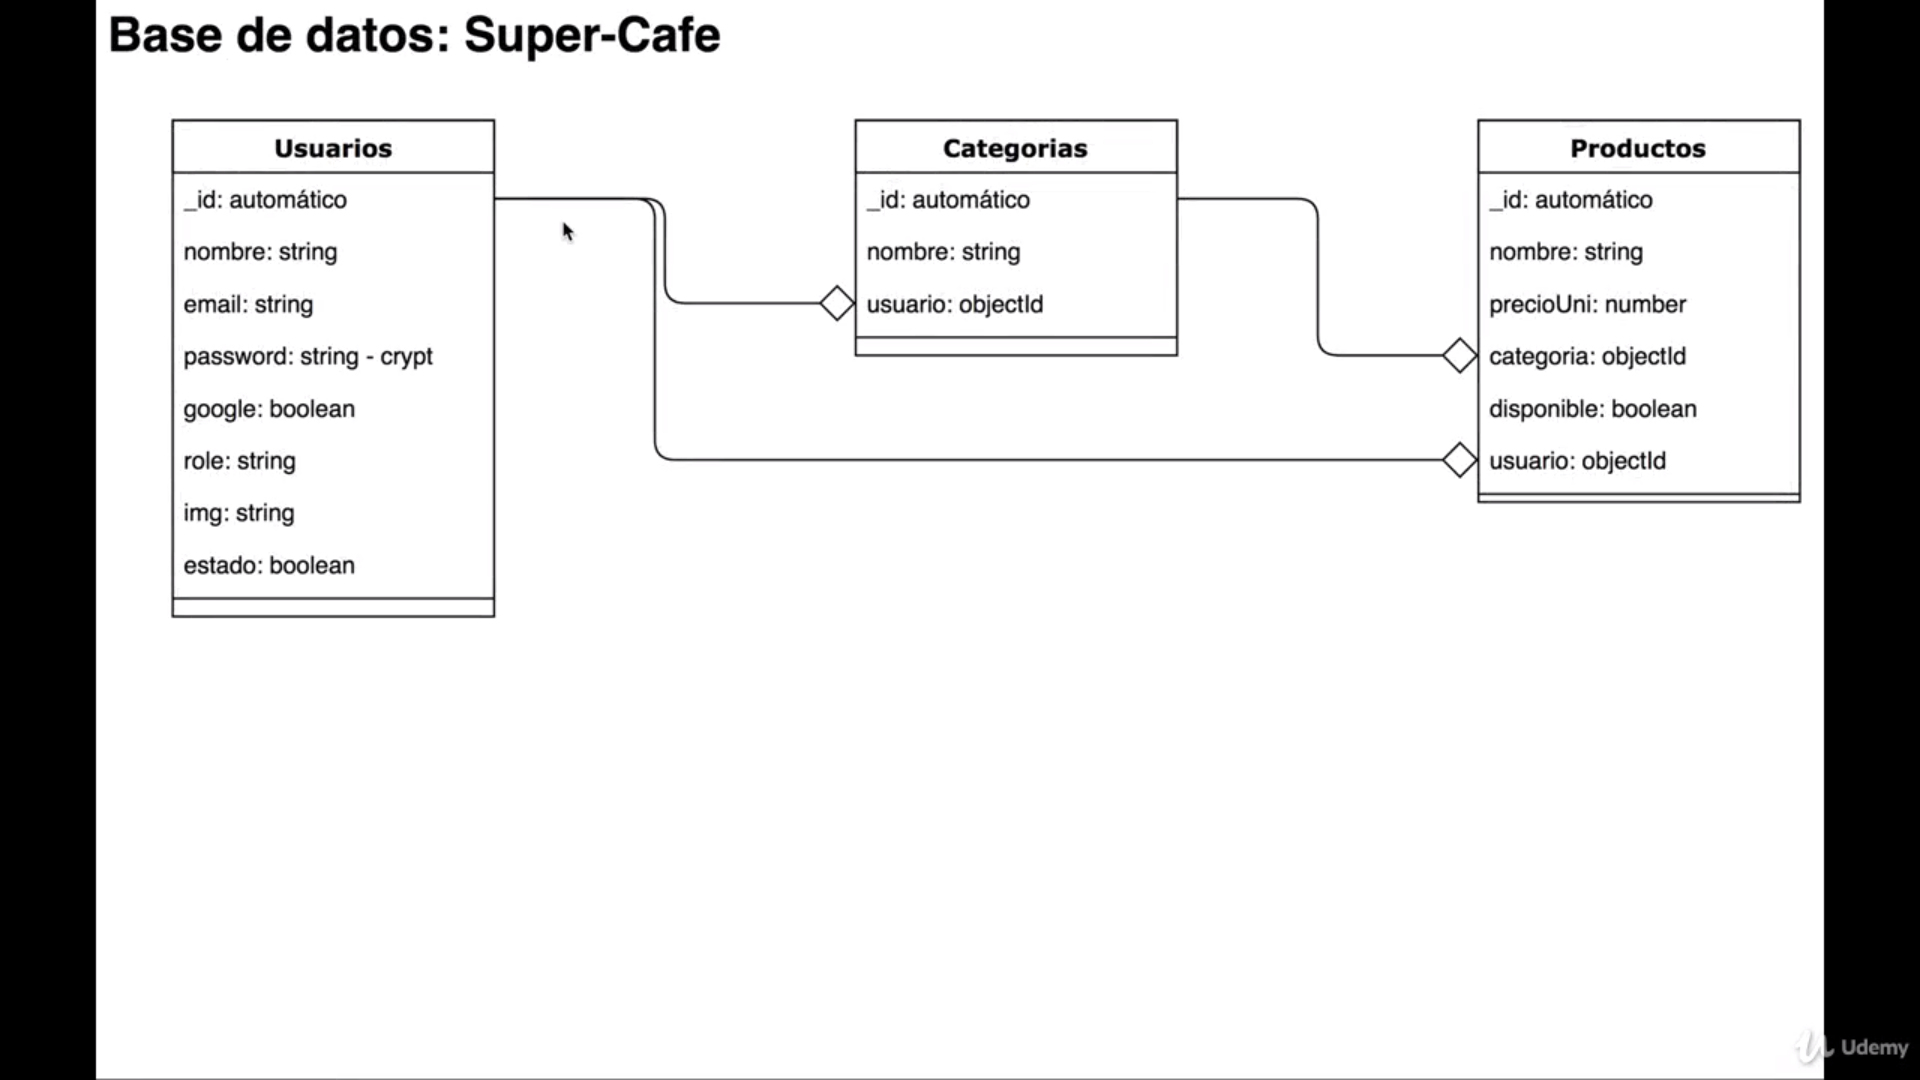 Base de datos: Super-Cafe
Usuarios
_id: automático
nombre: string
email: string
password: string - crypt
google: boolean
role: string
img: string
estado: boolean
Categorias
_id: automático
nombre: string
usuario: objectId
Productos
_id: automático
nombre: string
precioUni: number
categoria: objectId
disponible: boolean
usuario: objectId
Udemy